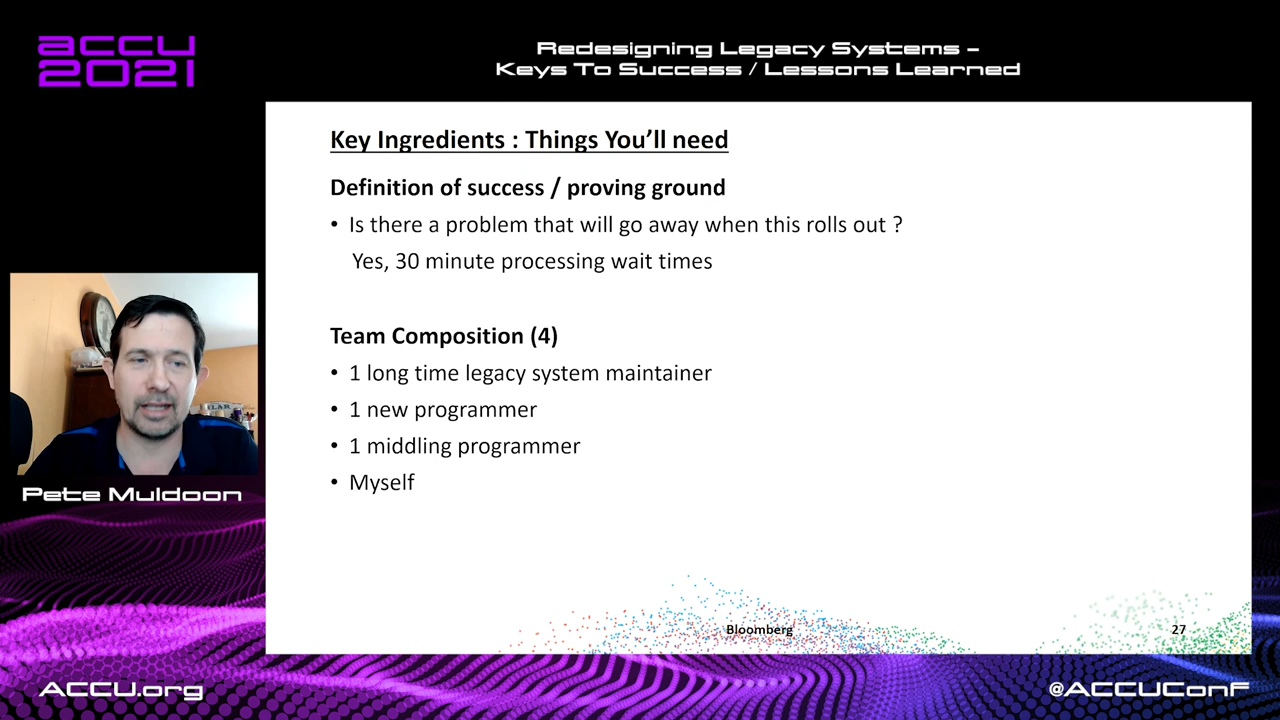 accu
2021
Redesigning Legacy Systems –
Keys To Success / Lessons Learned
Key Ingredients : Things You’ll need
Definition of success / proving ground
• Is there a problem that will go away when this rolls out ?
Yes, 30 minute processing wait times
Team Composition (4)
• 1 long time legacy system maintainer
• 1 new programmer
• 1 middling programmer
• Myself
Pete Muldoon
Bloomberg
27
ACCU.org
@ACCUConf